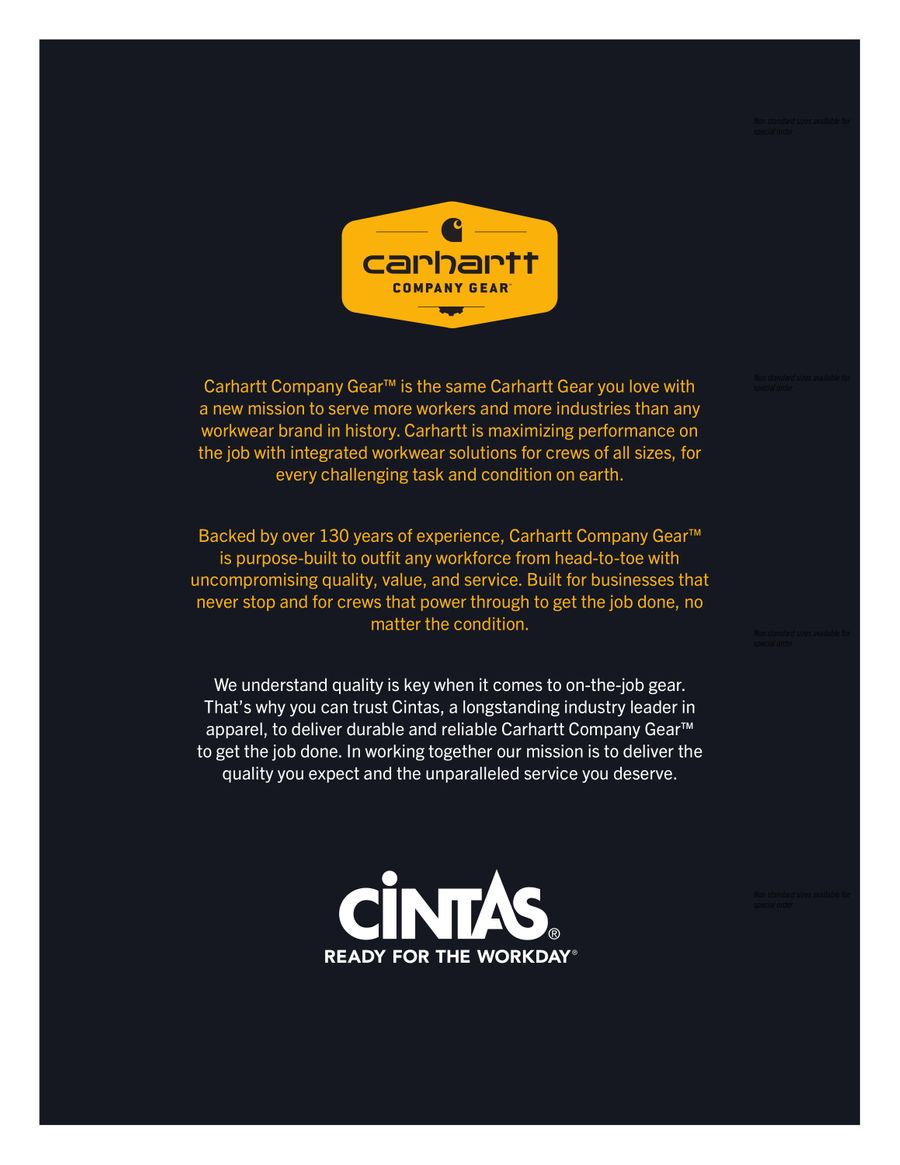 Non standard sizes available for
special order
carhartt
COMPANY GEAR™
Carhartt Company Gear™ is the same Carhartt Gear you love with
a new mission to serve more workers and more industries than any
workwear brand in history. Carhartt is maximizing performance on
the job with integrated workwear solutions for crews of all sizes, for
every challenging task and condition on earth.
Non standard sizes available for
special order
Backed by over 130 years of experience, Carhartt Company Gear™
is purpose-built to outfit any workforce from head-to-toe with
uncompromising quality, value, and service. Built for businesses that
never stop and for crews that power through to get the job done, no
matter the condition.
Non standard sizes available for
special order
We understand quality is key when it comes to on-the-job gear.
That’s why you can trust Cintas, a longstanding industry leader in
apparel, to deliver durable and reliable Carhartt Company Gear™
to get the job done. In working together our mission is to deliver the
quality you expect and the unparalleled service you deserve.
CINTAS®
READY FOR THE WORKDAY®
Non standard sizes available for
special order